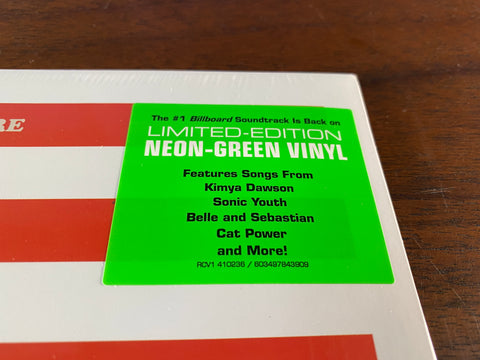 RE
The #1 Billboard Soundtrack Is Back on
LIMITED-EDITION
NEON-GREEN VINYL
Features Songs From
Kimya Dawson
Sonic Youth
Belle and Sebastian
Cat Power
and More!
RCV1 410236 / 603497843909